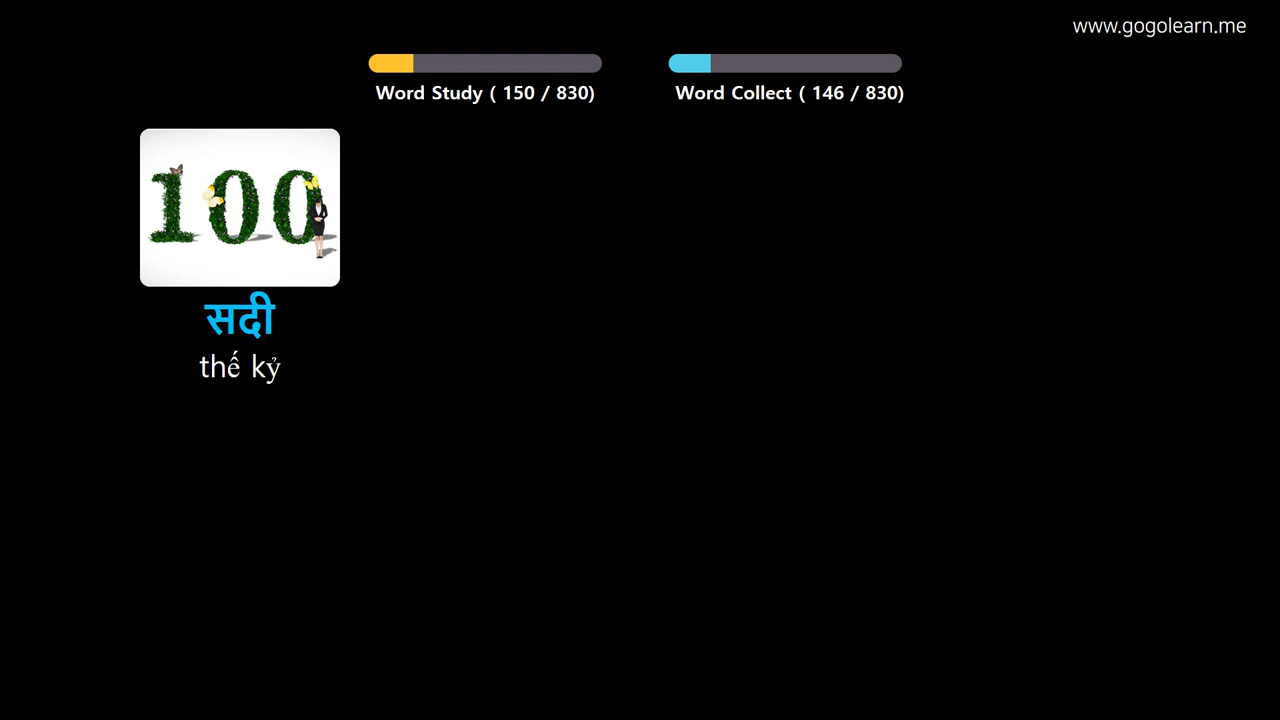 www.gogolearn.me
Word Study ( 150 / 830)
Word Collect ( 146 / 830)
100
सदी
thế kỷ